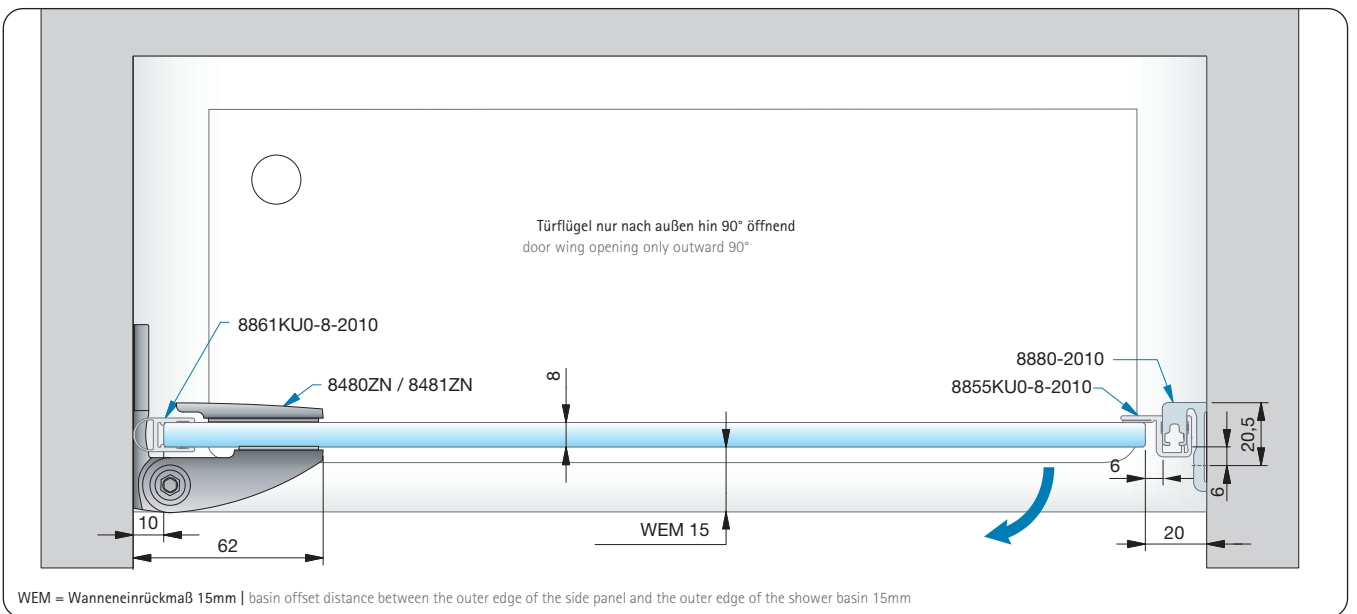 Türflügel nur nach außen hin 90° öffnend
door wing opening only outward 90°
8861KU0-8-2010
8480ZN / 8481ZN
8
8880-2010
8855KU0-8-2010
20,5
6
6
10
62
WEM 15
20
WEM = Wanneneinrückmaß 15mm | basin offset distance between the outer edge of the side panel and the outer edge of the shower basin 15mm